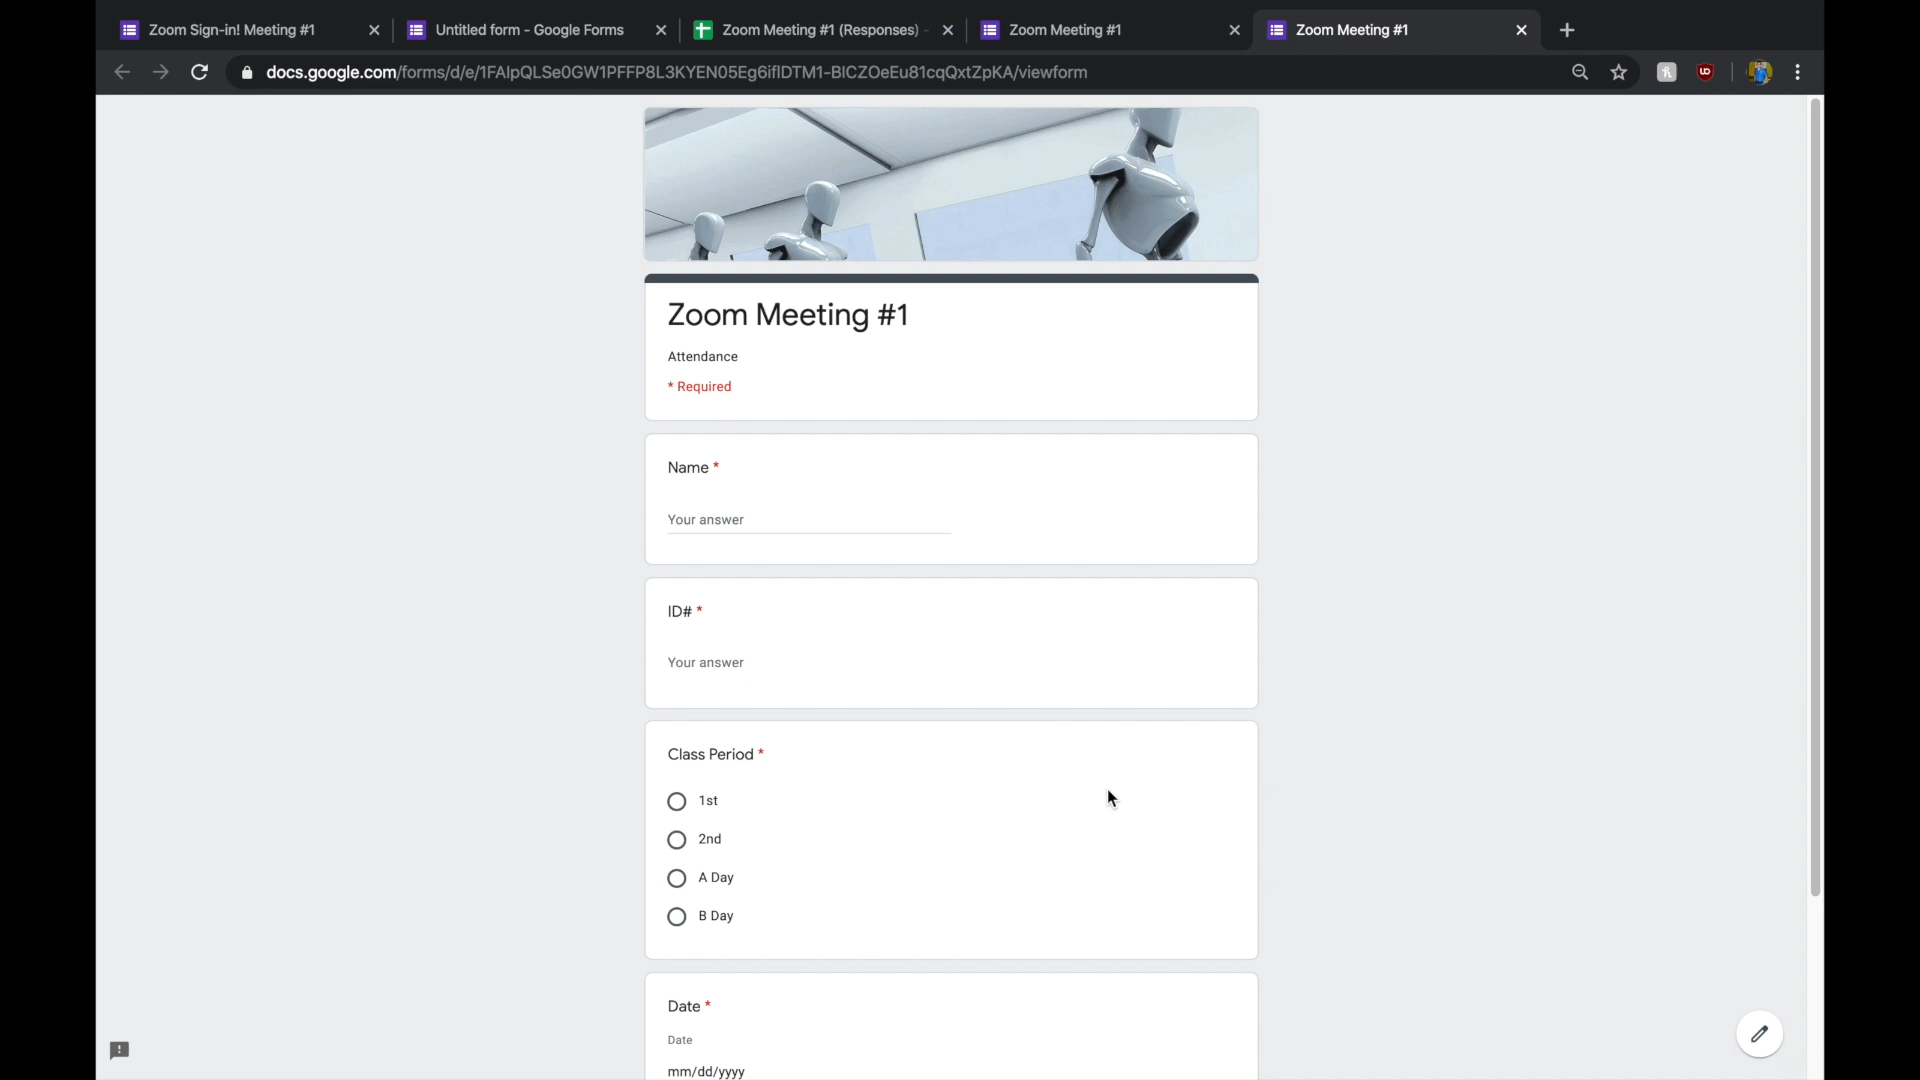 Zoom Sign-in! Meeting #1
Untitled form - Google Forms
Zoom Meeting #1 (Responses) -
Zoom Meeting #1
Zoom Meeting #1
docs.google.com/forms/d/e/1FAIpQLSe0GW1PFFP8L3KYEN05Eg6iflDTM1-BlCZOeEu81cqQxtZpKA/viewform
Zoom Meeting #1
Attendance
* Required
Name *
Your answer
ID# *
Your answer
Class Period *
1st
2nd
A Day
B Day
Date *
Date
mm/dd/yyyy